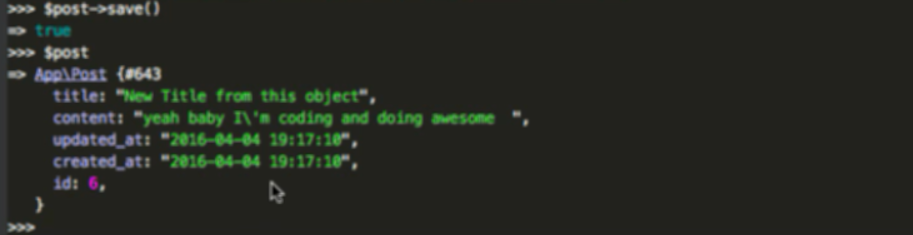 >>> $post->save()
=> true
>>> $post
=> App\Post {#643
title: "New Title from this object",
content: "yeah baby I\'m coding and doing awesome  ",
updated_at: "2016-04-04 19:17:10",
created_at: "2016-04-04 19:17:10",
id: 6,
}
>>>